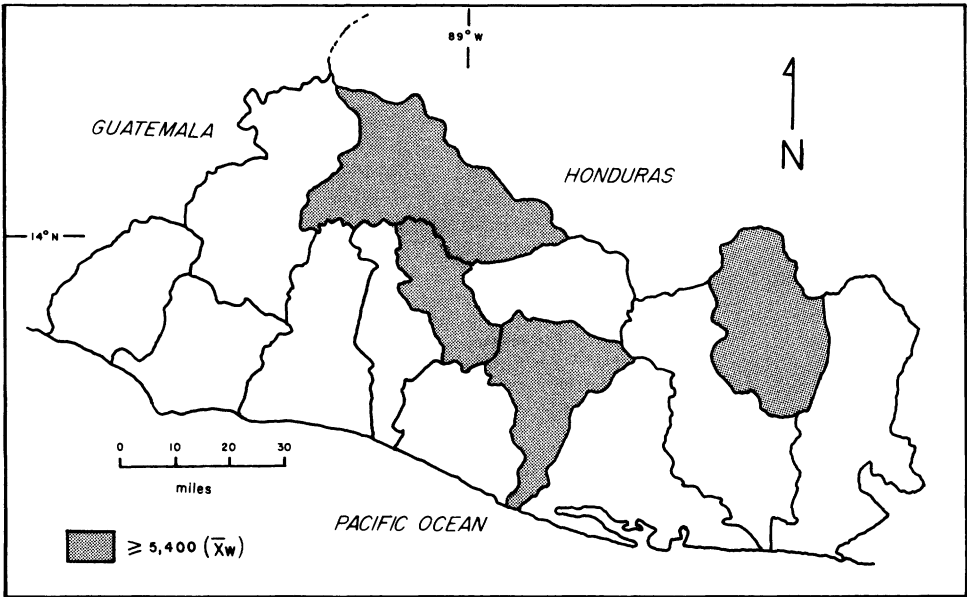 89° W
GUATEMALA
N
HONDURAS
14° N
0 10 20 30
miles
PACIFIC OCEAN
≥ 5,400 (X̅w)